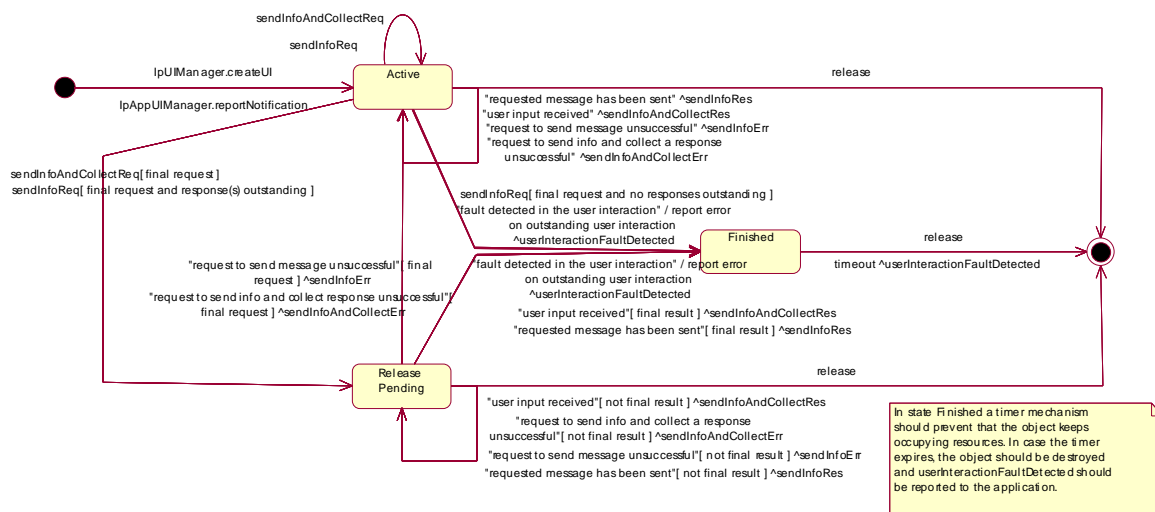 sendInfoAndCollectReq
sendInfoReq
IpUIManager.createUI
Active
release
IpAppUIManager.reportNotification
"requested message has been sent" ^sendInfoRes
"user input received" ^sendInfoAndCollectRes
"request to send message unsuccessful" ^sendInfoErr
"request to send info and collect a response
unsuccessful" ^sendInfoAndCollectErr
sendInfoAndCollectReq[ final request ]
sendInfoReq[ final request and response(s) outstanding ]
sendInfoReq[ final request and no responses outstanding ]
"fault detected in the user interaction" / report error
on outstanding user interaction
^userInteractionFaultDetected
Finished
release
timeout ^userInteractionFaultDetected
"request to send message unsuccessful"[ final
request ] ^sendInfoErr
"request to send info and collect response unsuccessful"[
final request ] ^sendInfoAndCollectErr
"fault detected in the user interaction" / report error
on outstanding user interaction
^userInteractionFaultDetected
"user input received"[ final result ] ^sendInfoAndCollectRes
"requested message has been sent"[ final result ] ^sendInfoRes
Release
Pending
release
"user input received"[ not final result ] ^sendInfoAndCollectRes
"request to send info and collect a response
unsuccessful"[ not final result ] ^sendInfoAndCollectErr
"request to send message unsuccessful"[ not final result ] ^sendInfoErr
"requested message has been sent"[ not final result ] ^sendInfoRes
In state Finished a timer mechanism
should prevent that the object keeps
occupying resources. In case the timer
expires, the object should be destroyed
and userInteractionFaultDetected should
be reported to the application.